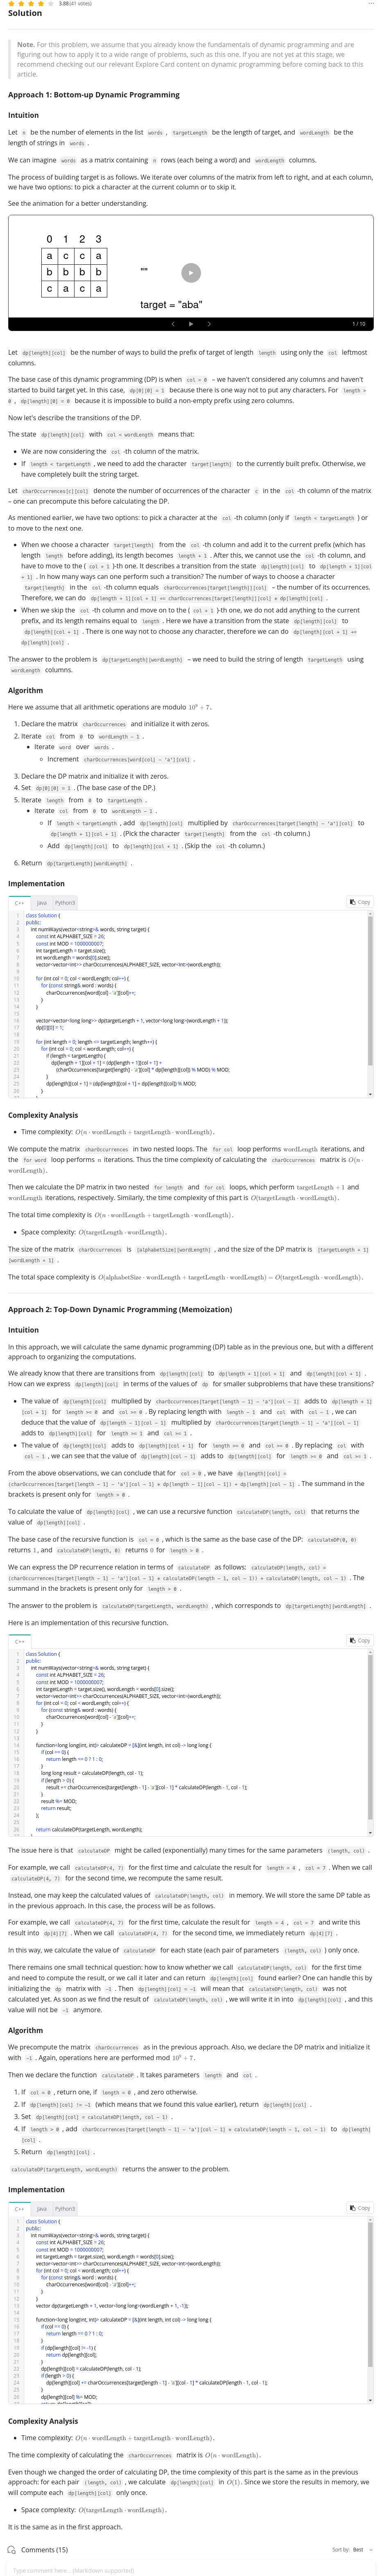 3.88 (41 votes)
Solution
Note. For this problem, we assume that you already know the fundamentals of dynamic programming and are
figuring out how to apply it to a wide range of problems, such as this one. If you are not yet at this stage, we
recommend checking out our relevant Explore Card content on dynamic programming before coming back to this
article.
Approach 1: Bottom-up Dynamic Programming
Intuition
Let n be the number of elements in the list words , targetLength be the length of target, and wordLength be the
length of strings in words .
We can imagine words as a matrix containing n rows (each being a word) and wordLength columns.
The process of building target is as follows. We iterate over columns of the matrix from left to right, and at each column,
we have two options: to pick a character at the current column or to skip it.
See the animation for a better understanding.
0 1 2 3
a c c a
b b b b
c a c a
""
target = "aba"
1 / 10
Let dp[length][col] be the number of ways to build the prefix of target of length length using only the col leftmost
columns.
The base case of this dynamic programming (DP) is when col = 0 – we haven't considered any columns and haven't
started to build target yet. In this case, dp[0][0] = 1 because there is one way not to put any characters. For length >
0 , dp[length][0] = 0 because it is impossible to build a non-empty prefix using zero columns.
Now let's describe the transitions of the DP.
The state dp[length][col] with col < wordLength means that:
• We are now considering the col -th column of the matrix.
• If length < targetLength , we need to add the character target[length] to the currently built prefix. Otherwise, we
have completely built the string target.
Let charOccurrences[c][col] denote the number of occurrences of the character c in the col -th column of the matrix
– one can precompute this before calculating the DP.
As mentioned earlier, we have two options: to pick a character at the col -th column (only if length < targetLength ) or
to move to the next one.
• When we choose a character target[length] from the col -th column and add it to the current prefix (which has
length length before adding), its length becomes length + 1 . After this, we cannot use the col -th column, and
have to move to the ( col + 1 )-th one. It describes a transition from the state dp[length][col] to dp[length + 1][col
+ 1] . In how many ways can one perform such a transition? The number of ways to choose a character
target[length] in the col -th column equals charOccurrences[target[length]][col] – the number of its occurrences.
Therefore, we can do dp[length + 1][col + 1] += charOccurrences[target[length]][col] * dp[length][col] .
• When we skip the col -th column and move on to the ( col + 1 )-th one, we do not add anything to the current
prefix, and its length remains equal to length . Here we have a transition from the state dp[length][col] to
dp[length][col + 1] . There is one way not to choose any character, therefore we can do dp[length][col + 1] +=
dp[length][col] .
The answer to the problem is dp[targetLength][wordLength] – we need to build the string of length targetLength using
wordLength columns.
Algorithm
Here we assume that all arithmetic operations are modulo 10⁹ + 7.
1. Declare the matrix charOccurrences and initialize it with zeros.
2. Iterate col from 0 to wordLength - 1 .
• Iterate word over words .
• Increment charOccurrences[word[col] - 'a'][col] .
3. Declare the DP matrix and initialize it with zeros.
4. Set dp[0][0] = 1 . (The base case of the DP.)
5. Iterate length from 0 to targetLength .
• Iterate col from 0 to wordLength - 1 .
• If length < targetLength , add dp[length][col] multiplied by charOccurrences[target[length] - 'a'][col] to
dp[length + 1][col + 1] . (Pick the character target[length] from the col -th column.)
• Add dp[length][col] to dp[length][col + 1] . (Skip the col -th column.)
6. Return dp[targetLength][wordLength] .
Implementation
C++ Java Python3 Copy
1 class Solution {
2 public:
3 int numWays(vector<string>& words, string target) {
4 const int ALPHABET_SIZE = 26;
5 const int MOD = 1000000007;
6 int targetLength = target.size();
7 int wordLength = words[0].size();
8 vector<vector<int>> charOccurrences(ALPHABET_SIZE, vector<int>(wordLength));
9
10 for (int col = 0; col < wordLength; col++) {
11 for (const string& word : words) {
12 charOccurrences[word[col] - 'a'][col]++;
13 }
14 }
15
16 vector<vector<long long>> dp(targetLength + 1, vector<long long>(wordLength + 1));
17 dp[0][0] = 1;
18
19 for (int length = 0; length <= targetLength; length++) {
20 for (int col = 0; col < wordLength; col++) {
21 if (length < targetLength) {
22 dp[length + 1][col + 1] = (dp[length + 1][col + 1] +
23 (charOccurrences[target[length] - 'a'][col] * dp[length][col]) % MOD) % MOD;
24 }
25 dp[length][col + 1] = (dp[length][col + 1] + dp[length][col]) % MOD;
26 }
Complexity Analysis
• Time complexity: O(n · wordLength + targetLength · wordLength).
We compute the matrix charOccurrences in two nested loops. The for col loop performs wordLength iterations, and
the for word loop performs n iterations. Thus the time complexity of calculating the charOccurrences matrix is O(n ·
wordLength).
Then we calculate the DP matrix in two nested for length and for col loops, which perform targetLength + 1 and
wordLength iterations, respectively. Similarly, the time complexity of this part is O(targetLength · wordLength).
The total time complexity is O(n · wordLength + targetLength · wordLength).
• Space complexity: O(targetLength · wordLength).
The size of the matrix charOccurrences is [alphabetSize][wordLength] , and the size of the DP matrix is [targetLength + 1]
[wordLength + 1] .
The total space complexity is O(alphabetSize · wordLength + targetLength · wordLength) = O(targetLength · wordLength).
Approach 2: Top-Down Dynamic Programming (Memoization)
Intuition
In this approach, we will calculate the same dynamic programming (DP) table as in the previous one, but with a different
approach to organizing the computations.
We already know that there are transitions from dp[length][col] to dp[length + 1][col + 1] and dp[length][col + 1] .
How can we express dp[length][col] in terms of the values of dp for smaller subproblems that have these transitions?
• The value of dp[length][col] multiplied by charOccurrences[target[length] - 'a'][col] adds to dp[length + 1]
[col + 1] for length >= 0 and col >= 0 . By replacing length with length - 1 and col with col - 1 , we can
deduce that the value of dp[length - 1][col - 1] multiplied by charOccurrences[target[length - 1] - 'a'][col - 1]
adds to dp[length][col] for length >= 1 and col >= 1 .
• The value of dp[length][col] adds to dp[length][col + 1] for length >= 0 and col >= 0 . By replacing col with
col - 1 , we can see that the value of dp[length][col - 1] adds to dp[length][col] for length >= 0 and col >= 1 .
From the above observations, we can conclude that for col > 0 , we have dp[length][col] =
(charOccurrences[target[length - 1] - 'a'][col - 1] * dp[length - 1][col - 1]) + dp[length][col - 1] . The summand in the
brackets is present only for length > 0 .
To calculate the value of dp[length][col] , we can use a recursive function calculateDP(length, col) that returns the
value of dp[length][col] .
The base case of the recursive function is col = 0 , which is the same as the base case of the DP: calculateDP(0, 0)
returns 1 , and calculateDP(length, 0) returns 0 for length > 0 .
We can express the DP recurrence relation in terms of calculateDP as follows: calculateDP(length, col) =
(charOccurrences[target[length - 1] - 'a'][col - 1] * calculateDP(length - 1, col - 1)) + calculateDP(length, col - 1) . The
summand in the brackets is present only for length > 0 .
The answer to the problem is calculateDP(targetLength, wordLength) , which corresponds to dp[targetLength][wordLength] .
Here is an implementation of this recursive function.
C++ Copy
1 class Solution {
2 public:
3 int numWays(vector<string>& words, string target) {
4 const int ALPHABET_SIZE = 26;
5 const int MOD = 1000000007;
6 int targetLength = target.size(), wordLength = words[0].size();
7 vector<vector<int>> charOccurrences(ALPHABET_SIZE, vector<int>(wordLength));
8 for (int col = 0; col < wordLength; col++) {
9 for (const string& word : words) {
10 charOccurrences[word[col] - 'a'][col]++;
11 }
12 }
13
14 function<long long(int, int)> calculateDP = [&](int length, int col) -> long long {
15 if (col == 0) {
16 return length == 0 ? 1 : 0;
17 }
18 long long result = calculateDP(length, col - 1);
19 if (length > 0) {
20 result += charOccurrences[target[length - 1] - 'a'][col - 1] * calculateDP(length - 1, col - 1);
21 }
22 result %= MOD;
23 return result;
24 };
25
26 return calculateDP(targetLength, wordLength);
The issue here is that calculateDP might be called (exponentially) many times for the same parameters (length, col) .
For example, we call calculateDP(4, 7) for the first time and calculate the result for length = 4 , col = 7 . When we call
calculateDP(4, 7) for the second time, we recompute the same result.
Instead, one may keep the calculated values of calculateDP(length, col) in memory. We will store the same DP table as
in the previous approach. In this case, the process will be as follows.
For example, we call calculateDP(4, 7) for the first time, calculate the result for length = 4 , col = 7 and write this
result into dp[4][7] . When we call calculateDP(4, 7) for the second time, we immediately return dp[4][7] .
In this way, we calculate the value of calculateDP for each state (each pair of parameters (length, col) ) only once.
There remains one small technical question: how to know whether we call calculateDP(length, col) for the first time
and need to compute the result, or we call it later and can return dp[length][col] found earlier? One can handle this by
initializing the dp matrix with -1 . Then dp[length][col] = -1 will mean that calculateDP(length, col) was not
calculated yet. As soon as we find the result of calculateDP(length, col) , we will write it in into dp[length][col] , and this
value will not be -1 anymore.
Algorithm
We precompute the matrix charOccurrences as in the previous approach. Also, we declare the DP matrix and initialize it
with -1 . Again, operations here are performed mod 10⁹ + 7.
Then we declare the function calculateDP . It takes parameters length and col .
1. If col = 0 , return one, if length = 0 , and zero otherwise.
2. If dp[length][col] != -1 (which means that we found this value earlier), return dp[length][col] .
3. Set dp[length][col] = calculateDP(length, col - 1) .
4. If length > 0 , add charOccurrences[target[length - 1] - 'a'][col - 1] * calculateDP(length - 1, col - 1) to dp[length]
[col] .
5. Return dp[length][col] .
calculateDP(targetLength, wordLength) returns the answer to the problem.
Implementation
C++ Java Python3 Copy
1 class Solution {
2 public:
3 int numWays(vector<string>& words, string target) {
4 const int ALPHABET_SIZE = 26;
5 const int MOD = 1000000007;
6 int targetLength = target.size(), wordLength = words[0].size();
7 vector<vector<int>> charOccurrences(ALPHABET_SIZE, vector<int>(wordLength));
8 for (int col = 0; col < wordLength; col++) {
9 for (const string& word : words) {
10 charOccurrences[word[col] - 'a'][col]++;
11 }
12 }
13 vector dp(targetLength + 1, vector<long long>(wordLength + 1, -1));
14
15 function<long long(int, int)> calculateDP = [&](int length, int col) -> long long {
16 if (col == 0) {
17 return length == 0 ? 1 : 0;
18 }
19 if (dp[length][col] != -1) {
20 return dp[length][col];
21 }
22 dp[length][col] = calculateDP(length, col - 1);
23 if (length > 0) {
24 dp[length][col] += charOccurrences[target[length - 1] - 'a'][col - 1] * calculateDP(length - 1, col - 1);
25 }
26 dp[length][col] %= MOD;
Complexity Analysis
• Time complexity: O(n · wordLength + targetLength · wordLength).
The time complexity of calculating the charOccurrences matrix is O(n · wordLength).
Even though we changed the order of calculating DP, the time complexity of this part is the same as in the previous
approach: for each pair (length, col) , we calculate dp[length][col] in O(1). Since we store the results in memory, we
will compute each dp[length][col] only once.
• Space complexity: O(targetLength · wordLength).
It is the same as in the first approach.
Comments (15) Sort by: Best
Type comment here... (Markdown supported)